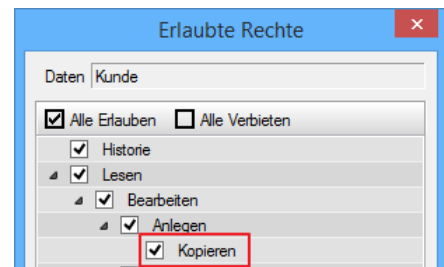 Erlaubte Rechte
Daten Kunde
Alle Erlauben Alle Verbieten
Historie
Lesen
Bearbeiten
Anlegen
Kopieren